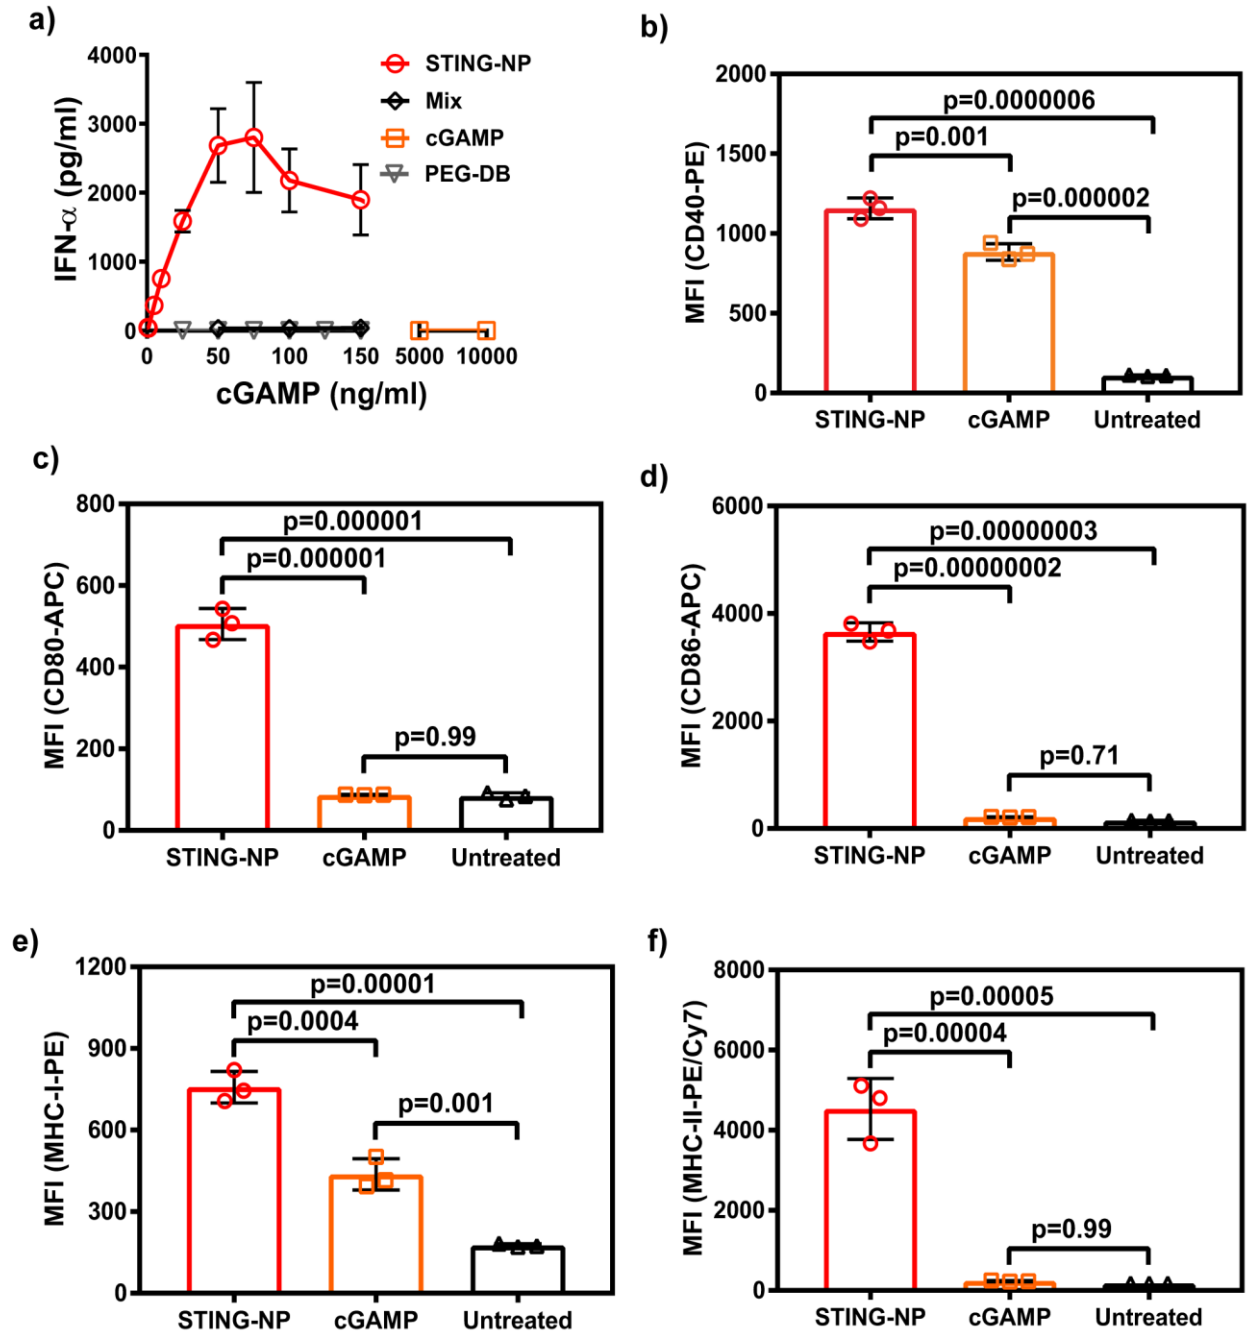 a)
4000
3000
2000
1000
0
IFN-α (pg/ml)
STING-NP
Mix
cGAMP
PEG-DB
0 50 100 150 5000 10000
cGAMP (ng/ml)
b)
2000
1500
1000
500
0
MFI (CD40-PE)
p=0.0000006
p=0.001
p=0.000002
STING-NP cGAMP Untreated
c)
800
600
400
200
0
MFI (CD80-APC)
p=0.000001
p=0.000001
p=0.99
STING-NP cGAMP Untreated
d)
6000
4000
2000
0
MFI (CD86-APC)
p=0.00000003
p=0.00000002
p=0.71
STING-NP cGAMP Untreated
e)
1200
900
600
300
0
MFI (MHC-I-PE)
p=0.00001
p=0.0004
p=0.001
STING-NP cGAMP Untreated
f)
8000
6000
4000
2000
0
MFI (MHC-II-PE/Cy7)
p=0.00005
p=0.00004
p=0.99
STING-NP cGAMP Untreated